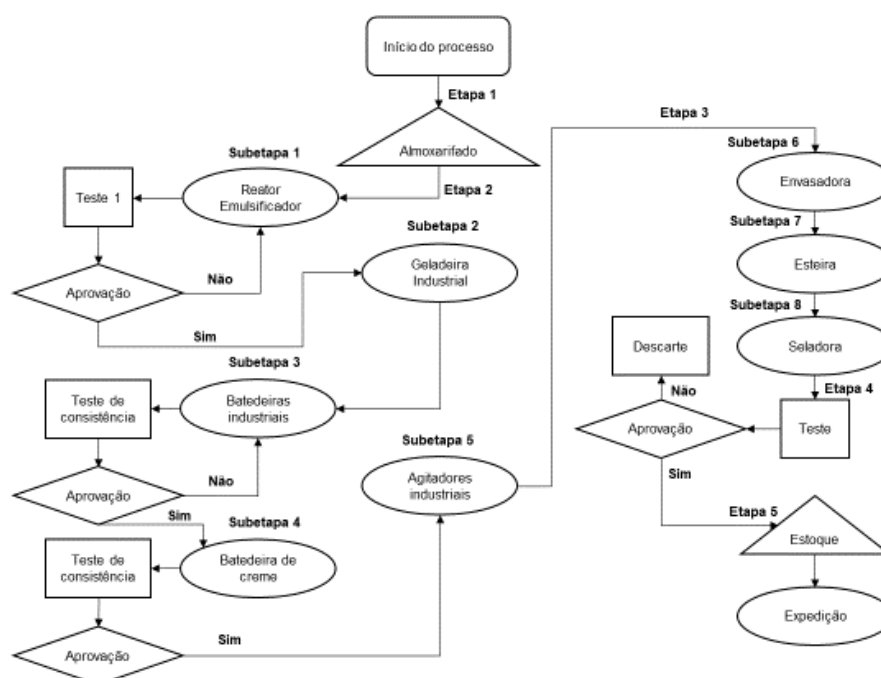 Início do processo
Etapa 1
Almoxarifado
Etapa 2
Subetapa 1
Reator
Emulsificador
Teste 1
Aprovação
Não
Sim
Subetapa 2
Geladeira
Industrial
Subetapa 3
Batedeiras
industriais
Teste de
consistência
Aprovação
Não
Sim
Subetapa 4
Batedeira de
creme
Teste de
consistência
Aprovação
Sim
Subetapa 5
Agitadores
industriais
Etapa 3
Subetapa 6
Envasadora
Subetapa 7
Esteira
Subetapa 8
Seladora
Etapa 4
Teste
Aprovação
Não
Descarte
Sim
Etapa 5
Estoque
Expedição